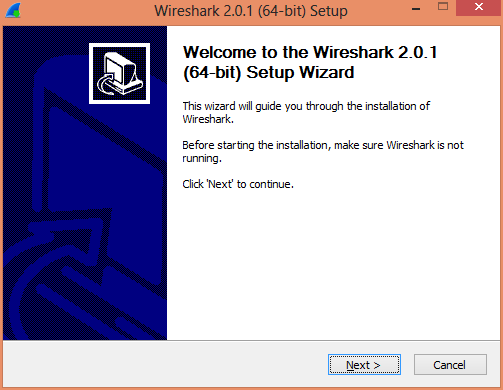 Wireshark 2.0.1 (64-bit) Setup
Welcome to the Wireshark 2.0.1
(64-bit) Setup Wizard
This wizard will guide you through the installation of
Wireshark.
Before starting the installation, make sure Wireshark is not
running.
Click 'Next' to continue.
Next >
Cancel